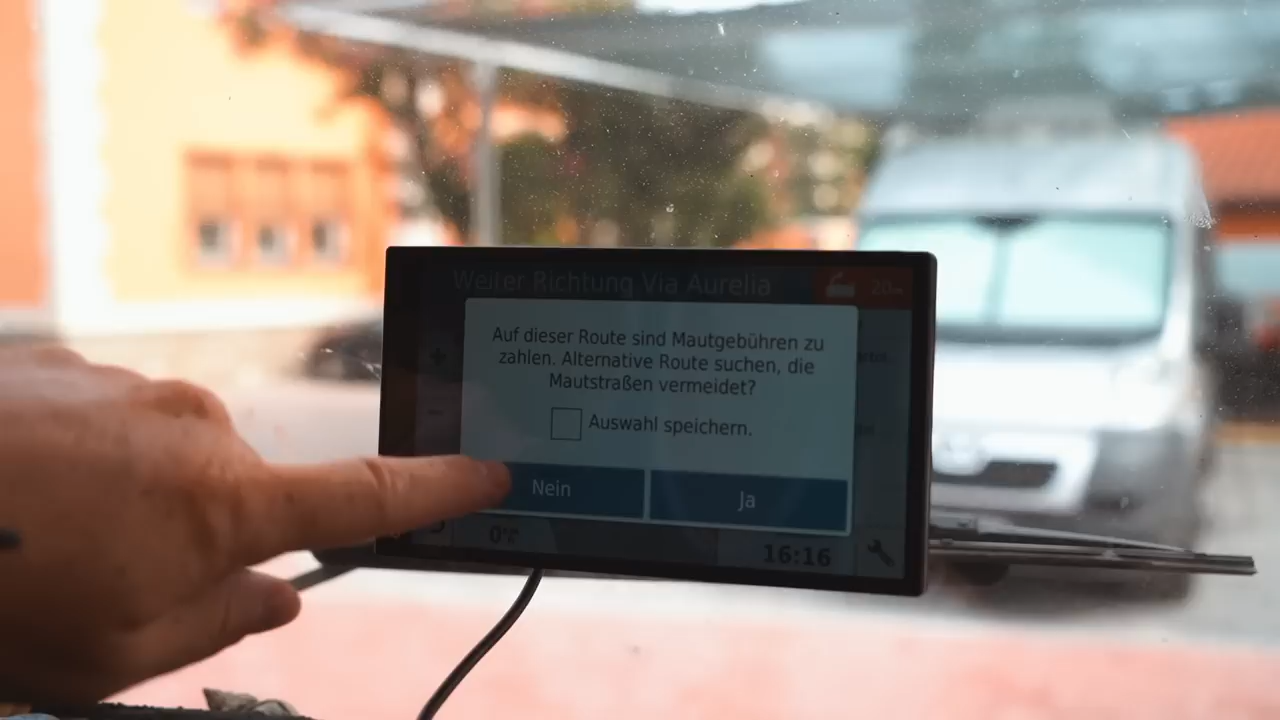 Weiter Richtung Via Aurelia
20m
Auf dieser Route sind Mautgebühren zu
zahlen. Alternative Route suchen, die
Mautstraßen vermeidet?
Auswahl speichern.
Nein
Ja
16:16